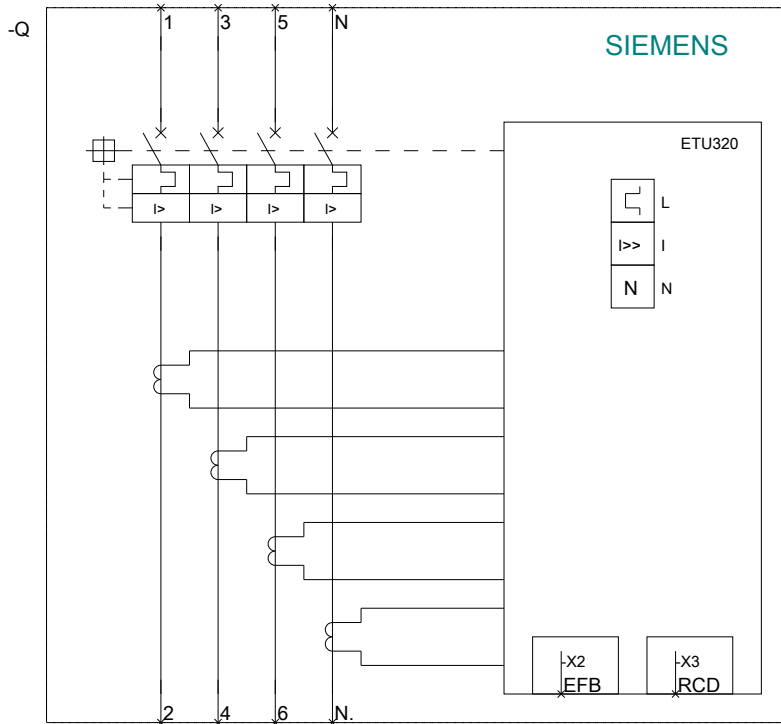 -Q
1 3 5 N
SIEMENS
ETU320
L
I> I> I> I>
I>> I
N N
-X2 -X3
EFB RCD
2 4 6 N.